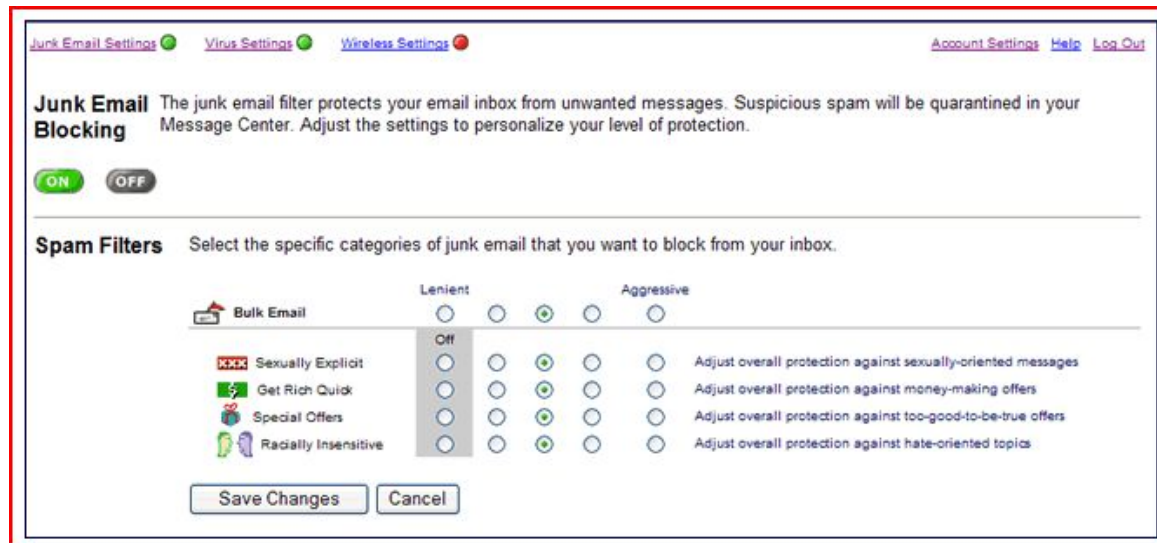 Junk Email Settings Virus Settings Wireless Settings Account Settings Help Log Out
Junk Email Blocking
The junk email filter protects your email inbox from unwanted messages. Suspicious spam will be quarantined in your
Message Center. Adjust the settings to personalize your level of protection.
ON OFF
Spam Filters Select the specific categories of junk email that you want to block from your inbox.
Lenient Aggressive
Bulk Email
Off
XXX Sexually Explicit Adjust overall protection against sexually-oriented messages
$ Get Rich Quick Adjust overall protection against money-making offers
Special Offers Adjust overall protection against too-good-to-be-true offers
Racially Insensitive Adjust overall protection against hate-oriented topics
Save Changes Cancel